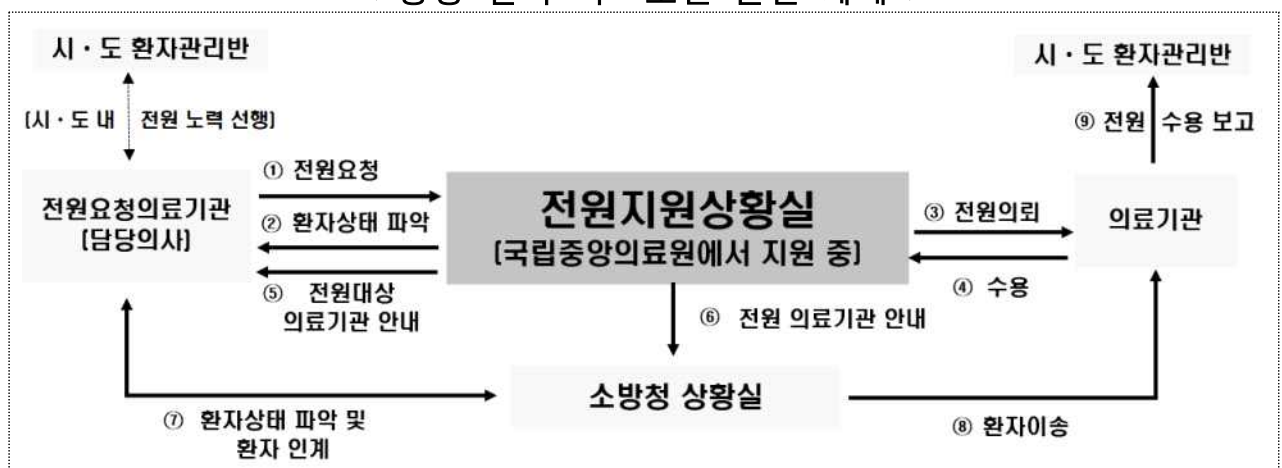 시·도 환자관리반
시·도 환자관리반
(시·도 내 전원 노력 선행)
⑨ 전원 수용 보고
① 전원요청
전원요청의료기관
(담당의사)
② 환자상태 파악
전원지원상황실
(국립중앙의료원에서 지원 중)
③ 전원의뢰
의료기관
④ 수용
⑤ 전원대상
의료기관 안내
⑥ 전원 의료기관 안내
소방청 상황실
⑦ 환자상태 파악 및
환자 인계
⑧ 환자이송